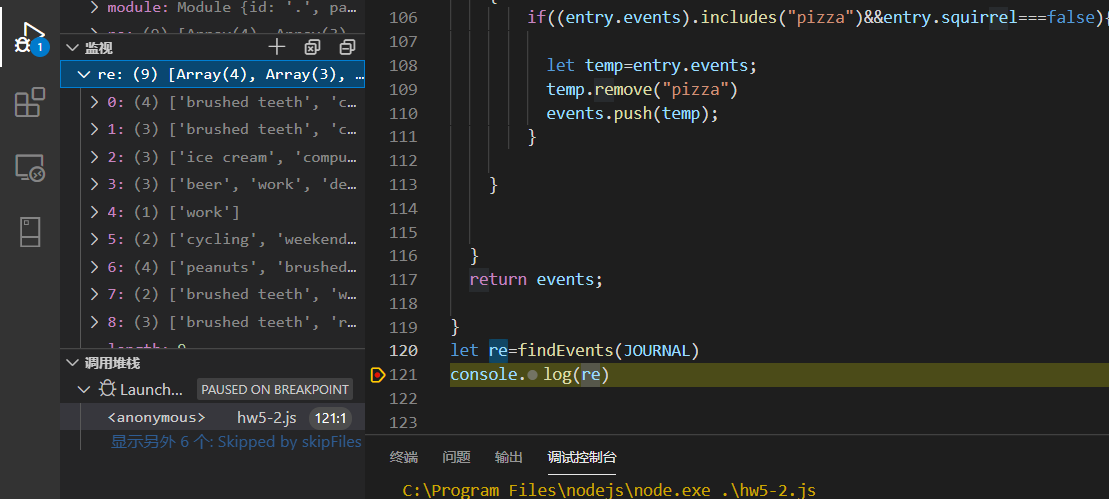 module: Module {id: '.', pa…
监视
re: (9) [Array(4), Array(3), …
0: (4) ['brushed teeth', 'c…
1: (3) ['brushed teeth', 'c…
2: (3) ['ice cream', 'compu…
3: (3) ['beer', 'work', 'de…
4: (1) ['work']
5: (2) ['cycling', 'weekend…
6: (4) ['peanuts', 'brushed…
7: (2) ['brushed teeth', 'w…
8: (3) ['brushed teeth', 'r…
调用堆栈
Launch… PAUSED ON BREAKPOINT
<anonymous> hw5-2.js 121:1
显示另外 6 个: Skipped by skipFiles
1
106 if((entry.events).includes("pizza")&&entry.squirrel===false){
107
108 let temp=entry.events;
109 temp.remove("pizza")
110 events.push(temp);
111 }
112
113 }
114
115
116 }
117 return events;
118
119 }
120 let re=findEvents(JOURNAL)
121 console. log(re)
122
123
终端 问题 输出 调试控制台
C:\Program Files\nodejs\node.exe .\hw5-2.js